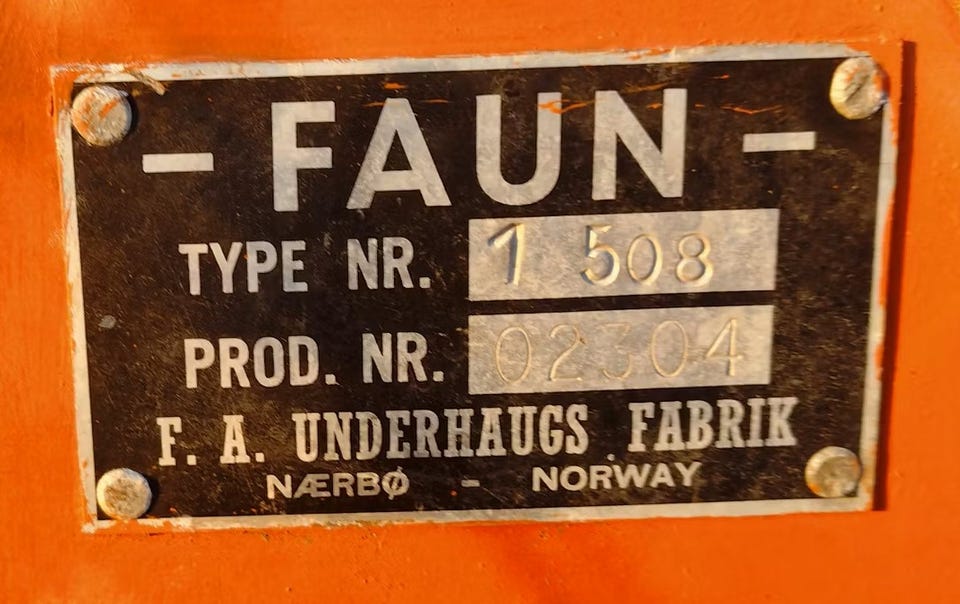 - FAUN -
TYPE NR. 1 508
PROD. NR. 02304
F. A. UNDERHAUGS FABRIK
NÆRBØ - NORWAY